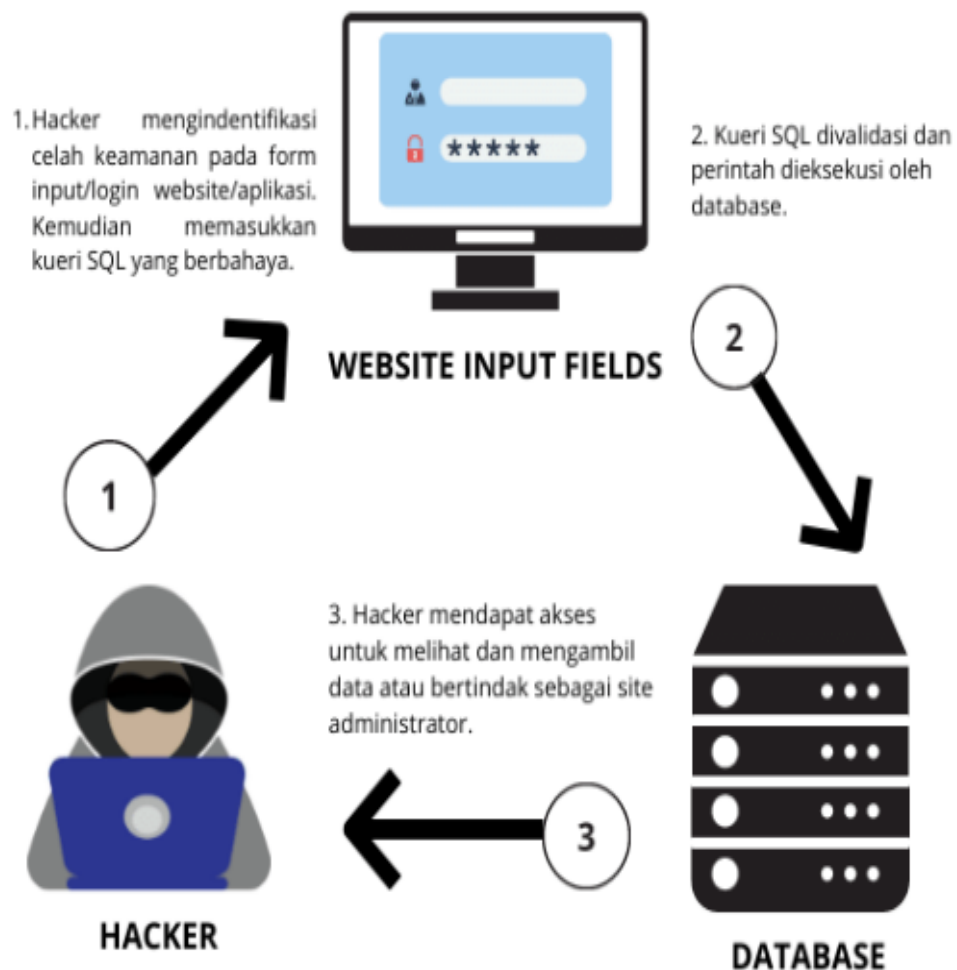 1. Hacker mengindentifikasi
celah keamanan pada form
input/login website/aplikasi.
Kemudian memasukkan
kueri SQL yang berbahaya.
*****
2. Kueri SQL divalidasi dan
perintah dieksekusi oleh
database.
WEBSITE INPUT FIELDS
2
1
3. Hacker mendapat akses
untuk melihat dan mengambil
data atau bertindak sebagai site
administrator.
3
HACKER
DATABASE